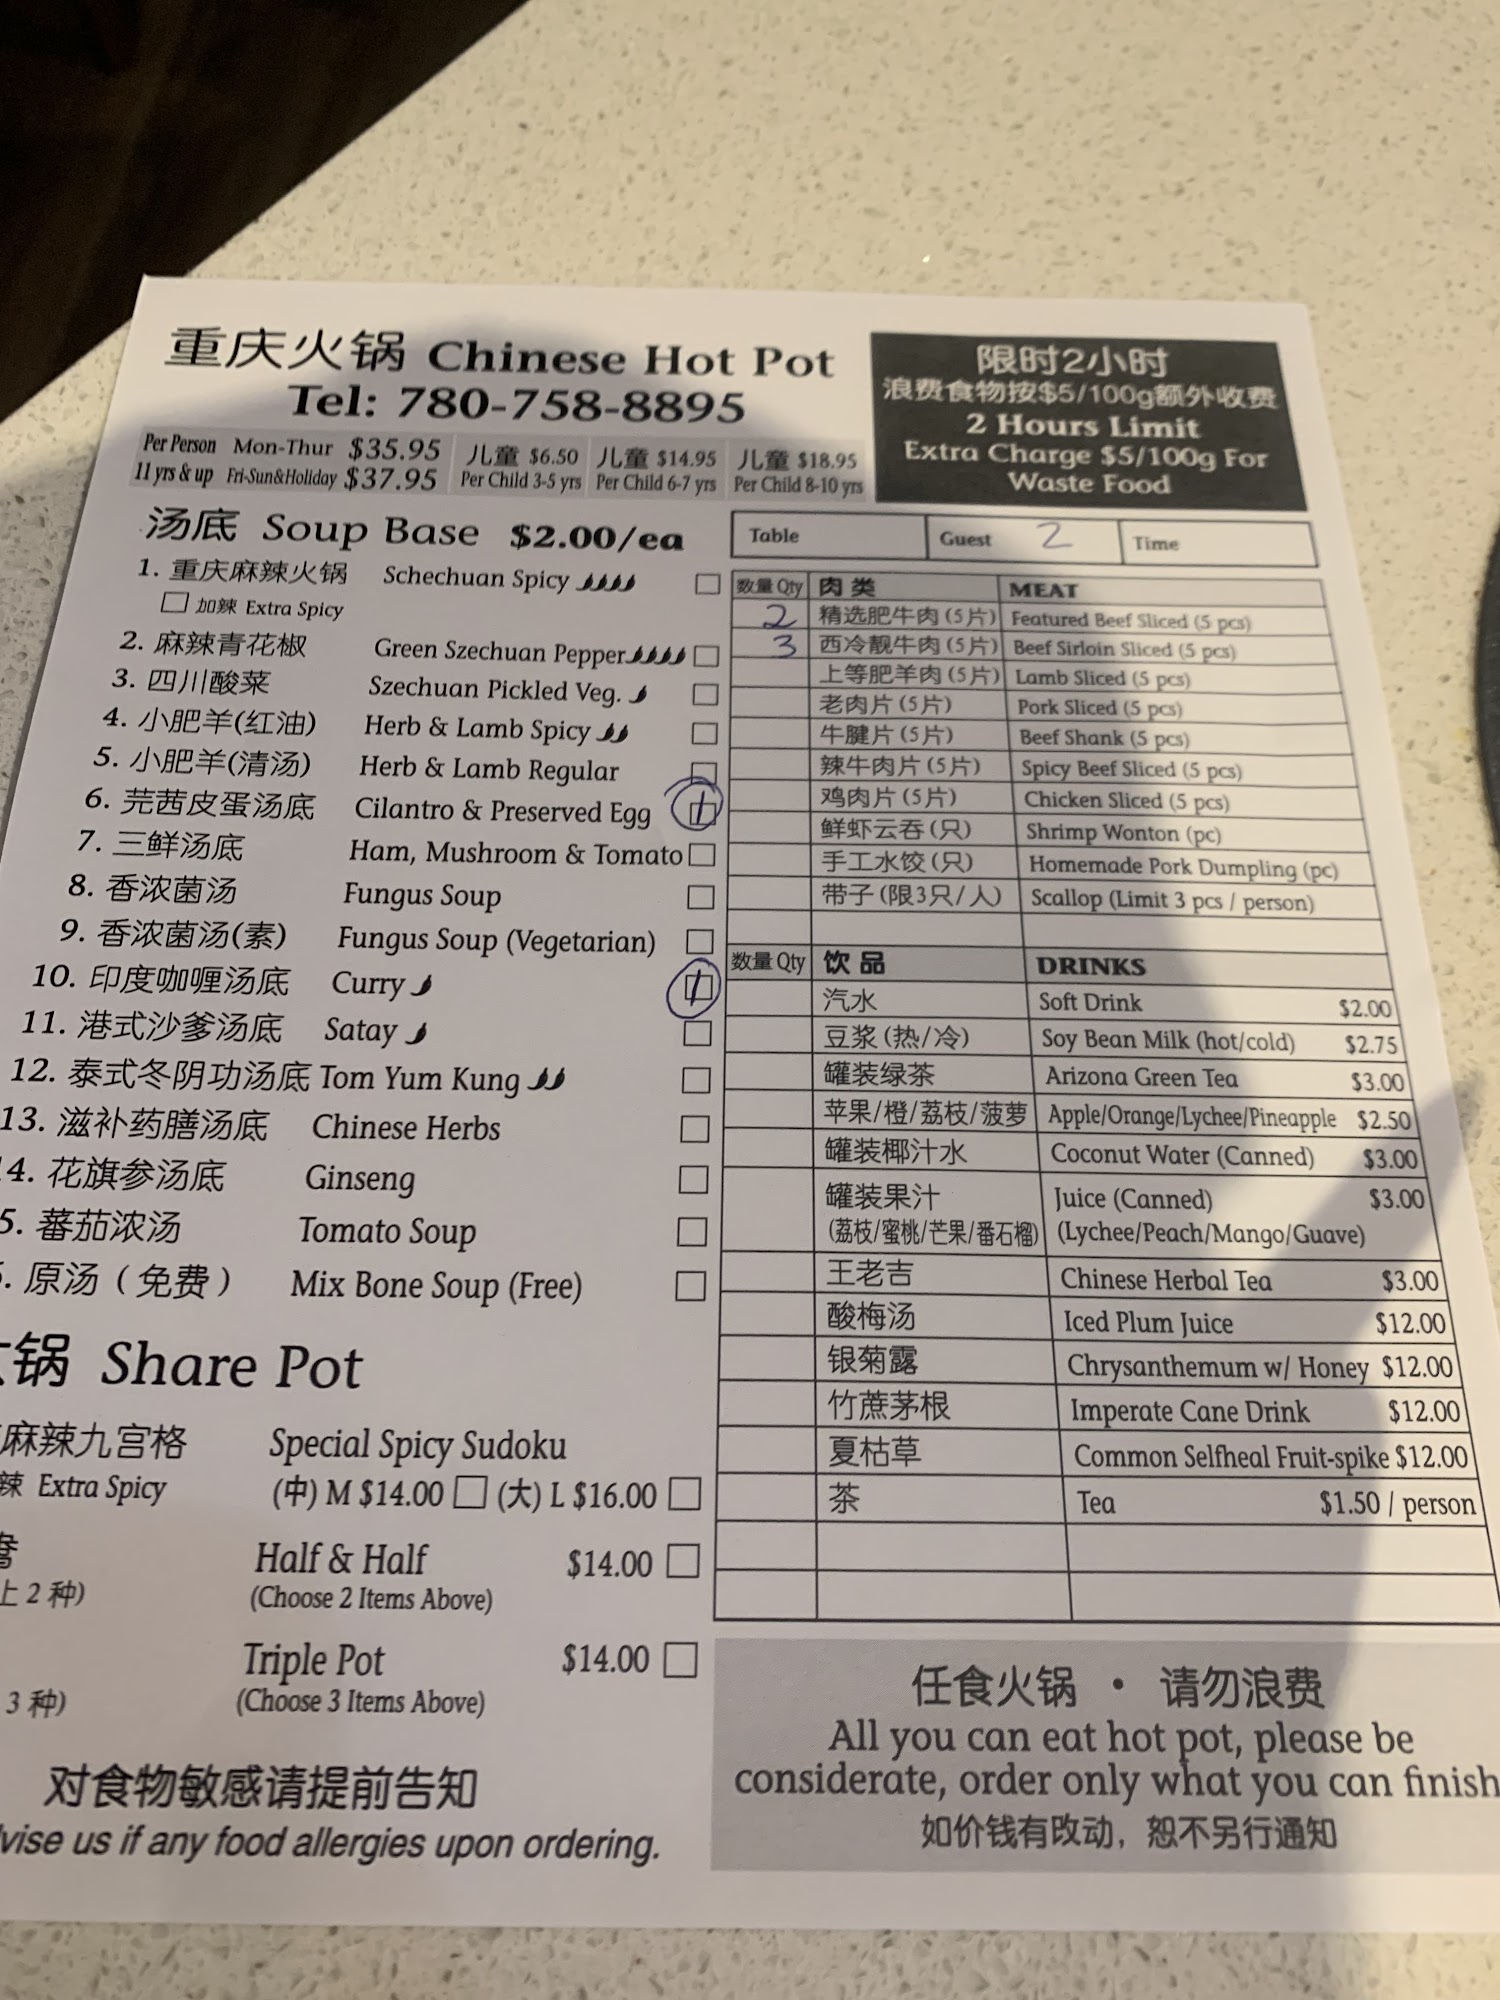 重庆火锅 Chinese Hot Pot
Tel: 780-758-8895
Per Person Mon-Thur $35.95
11 yrs & up Fri-Sun&Holiday $37.95
儿童 $6.50
Per Child 3-5 yrs
儿童 $14.95
Per Child 6-7 yrs
儿童 $18.95
Per Child 8-10 yrs
限时2小时
浪费食物按$5/100g额外收费
2 Hours Limit
Extra Charge $5/100g For
Waste Food
汤底 Soup Base $2.00/ea
1. 重庆麻辣火锅 Schechuan Spicy
加辣 Extra Spicy
2. 麻辣青花椒 Green Szechuan Pepper
3. 四川酸菜 Szechuan Pickled Veg.
4. 小肥羊(红油) Herb & Lamb Spicy
5. 小肥羊(清汤) Herb & Lamb Regular
6. 芫茜皮蛋汤底 Cilantro & Preserved Egg 1
7. 三鲜汤底 Ham, Mushroom & Tomato
8. 香浓菌汤 Fungus Soup
9. 香浓菌汤(素) Fungus Soup (Vegetarian)
10. 印度咖喱汤底 Curry 1
11. 港式沙爹汤底 Satay
12. 泰式冬阴功汤底 Tom Yum Kung
13. 滋补药膳汤底 Chinese Herbs
4. 花旗参汤底 Ginseng
5. 蕃茄浓汤 Tomato Soup
. 原汤（免费） Mix Bone Soup (Free)
锅 Share Pot
麻辣九宫格 Special Spicy Sudoku
辣 Extra Spicy (中) M $14.00 (大) L $16.00
鸯 Half & Half $14.00
上2种) (Choose 2 Items Above)
Triple Pot $14.00
3种) (Choose 3 Items Above)
对食物敏感请提前告知
vise us if any food allergies upon ordering.
Table Guest 2 Time
数量 Qty 肉类 MEAT
2 精选肥牛肉 (5片) Featured Beef Sliced (5 pcs)
3 西冷靓牛肉 (5片) Beef Sirloin Sliced (5 pcs)
上等肥羊肉 (5片) Lamb Sliced (5 pcs)
老肉片 (5片) Pork Sliced (5 pcs)
牛腱片 (5片) Beef Shank (5 pcs)
辣牛肉片 (5片) Spicy Beef Sliced (5 pcs)
鸡肉片 (5片) Chicken Sliced (5 pcs)
鲜虾云吞 (只) Shrimp Wonton (pc)
手工水饺 (只) Homemade Pork Dumpling (pc)
带子 (限3只/人) Scallop (Limit 3 pcs / person)
数量 Qty 饮品 DRINKS
汽水 Soft Drink $2.00
豆浆 (热/冷) Soy Bean Milk (hot/cold) $2.75
罐装绿茶 Arizona Green Tea $3.00
苹果/橙/荔枝/菠萝 Apple/Orange/Lychee/Pineapple $2.50
罐装椰汁水 Coconut Water (Canned) $3.00
罐装果汁 Juice (Canned) $3.00
(荔枝/蜜桃/芒果/番石榴) (Lychee/Peach/Mango/Guave)
王老吉 Chinese Herbal Tea $3.00
酸梅汤 Iced Plum Juice $12.00
银菊露 Chrysanthemum w/ Honey $12.00
竹蔗茅根 Imperate Cane Drink $12.00
夏枯草 Common Selfheal Fruit-spike $12.00
茶 Tea $1.50 / person
任食火锅 • 请勿浪费
All you can eat hot pot, please be
considerate, order only what you can finish
如价钱有改动，恕不另行通知